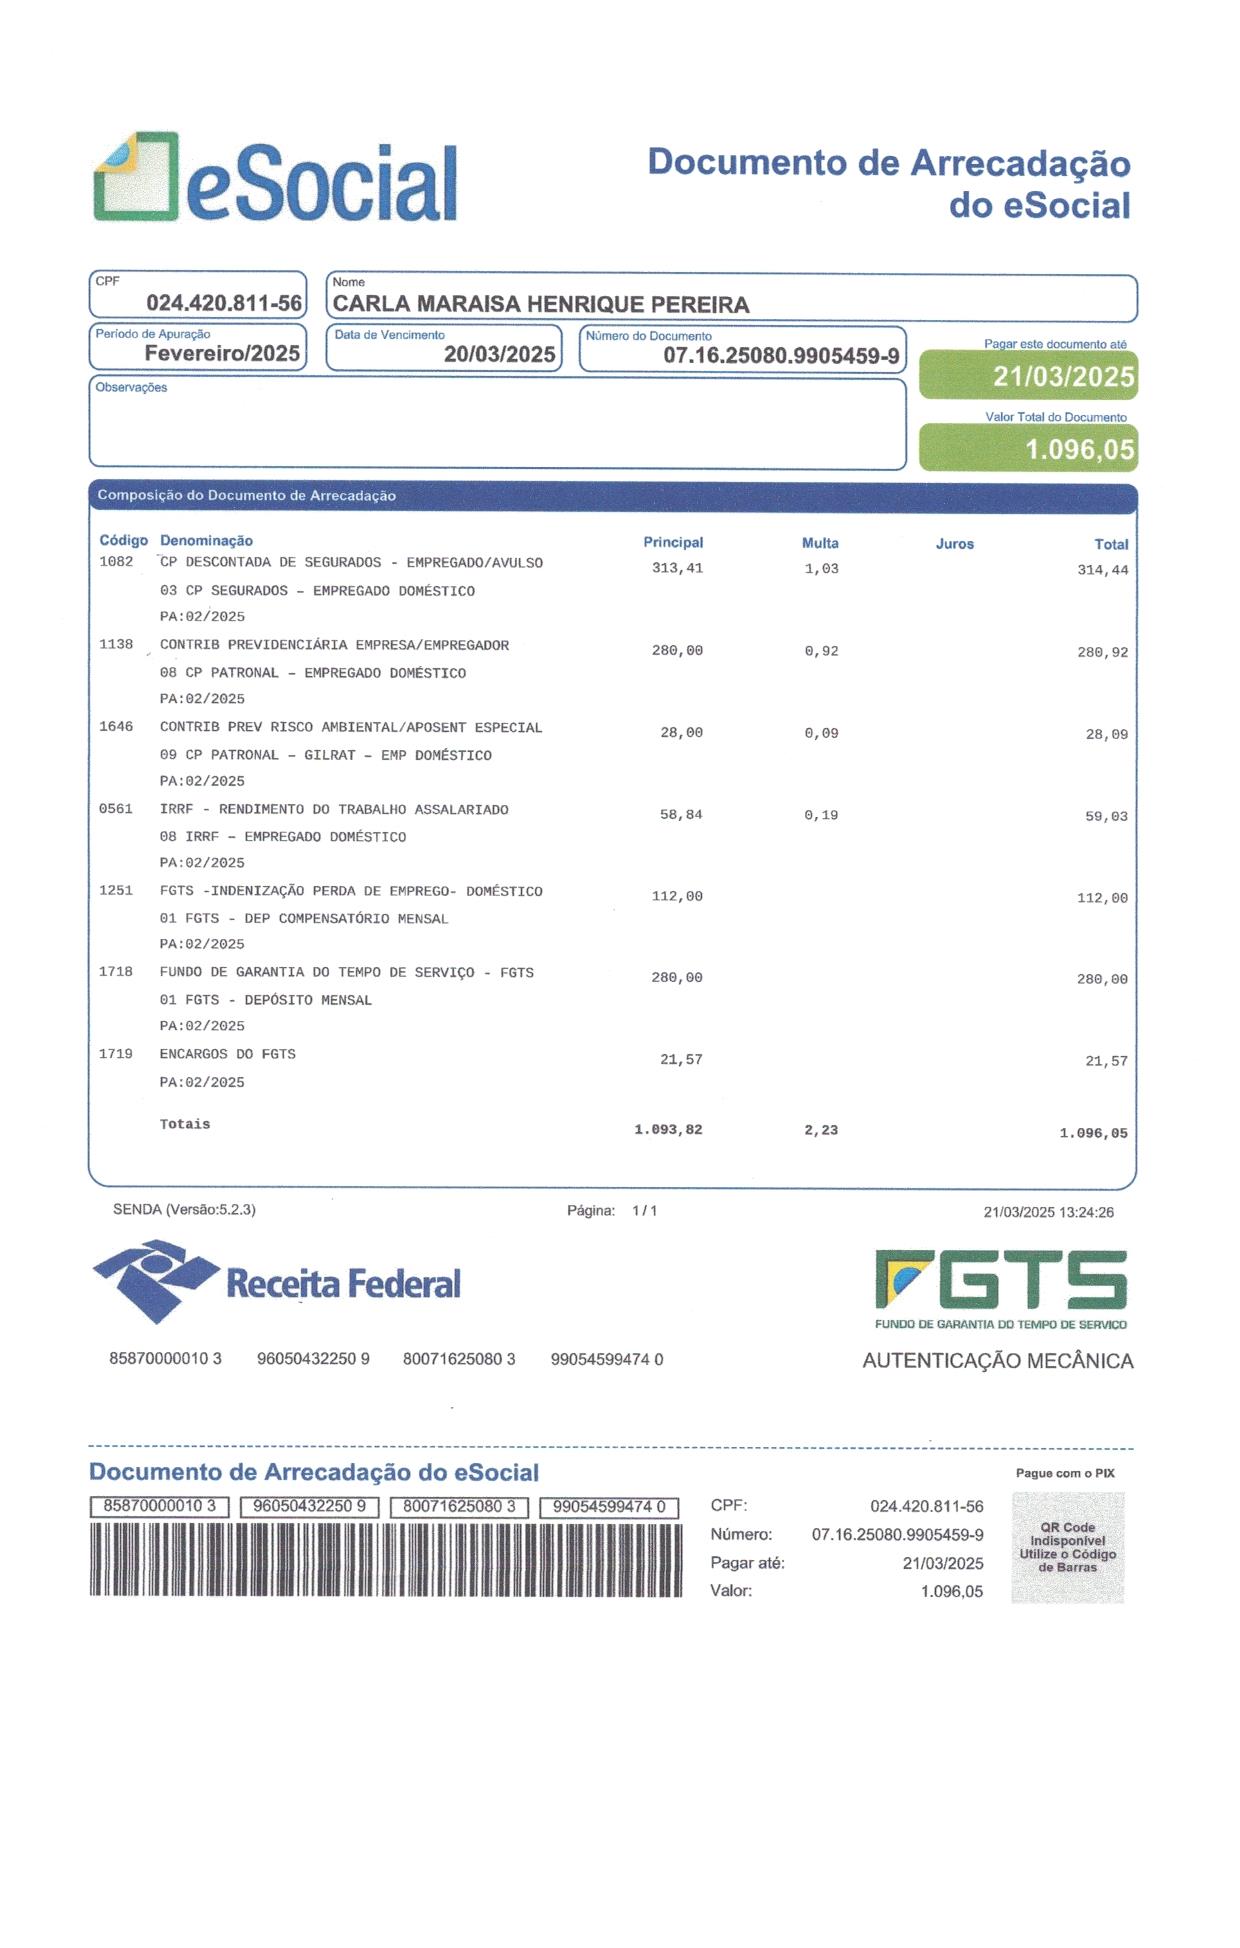 eSocial
Documento de Arrecadação
do eSocial
CPF
024.420.811-56
Nome
CARLA MARAISA HENRIQUE PEREIRA
Período de Apuração
Fevereiro/2025
Data de Vencimento
20/03/2025
Número do Documento
07.16.25080.9905459-9
Pagar este documento até
21/03/2025
Observações
Valor Total do Documento
1.096,05
Composição do Documento de Arrecadação
Código Denominação Principal Multa Juros Total
1082 CP DESCONTADA DE SEGURADOS - EMPREGADO/AVULSO 313,41 1,03 314,44
03 CP SEGURADOS – EMPREGADO DOMÉSTICO
PA:02/2025
1138 CONTRIB PREVIDENCIÁRIA EMPRESA/EMPREGADOR 280,00 0,92 280,92
08 CP PATRONAL – EMPREGADO DOMÉSTICO
PA:02/2025
1646 CONTRIB PREV RISCO AMBIENTAL/APOSENT ESPECIAL 28,00 0,09 28,09
09 CP PATRONAL – GILRAT – EMP DOMÉSTICO
PA:02/2025
0561 IRRF - RENDIMENTO DO TRABALHO ASSALARIADO 58,84 0,19 59,03
08 IRRF – EMPREGADO DOMÉSTICO
PA:02/2025
1251 FGTS -INDENIZAÇÃO PERDA DE EMPREGO- DOMÉSTICO 112,00 112,00
01 FGTS - DEP COMPENSATÓRIO MENSAL
PA:02/2025
1718 FUNDO DE GARANTIA DO TEMPO DE SERVIÇO - FGTS 280,00 280,00
01 FGTS - DEPÓSITO MENSAL
PA:02/2025
1719 ENCARGOS DO FGTS 21,57 21,57
PA:02/2025
Totais 1.093,82 2,23 1.096,05
SENDA (Versão:5.2.3) Página: 1 / 1 21/03/2025 13:24:26
Receita Federal
FGTS
FUNDO DE GARANTIA DO TEMPO DE SERVICO
85870000010 3 96050432250 9 80071625080 3 99054599474 0
AUTENTICAÇÃO MECÂNICA
Documento de Arrecadação do eSocial
Pague com o PIX
85870000010 3 96050432250 9 80071625080 3 99054599474 0
CPF: 024.420.811-56
Número: 07.16.25080.9905459-9
Pagar até: 21/03/2025
Valor: 1.096,05
QR Code
Indisponível
Utilize o Código
de Barras